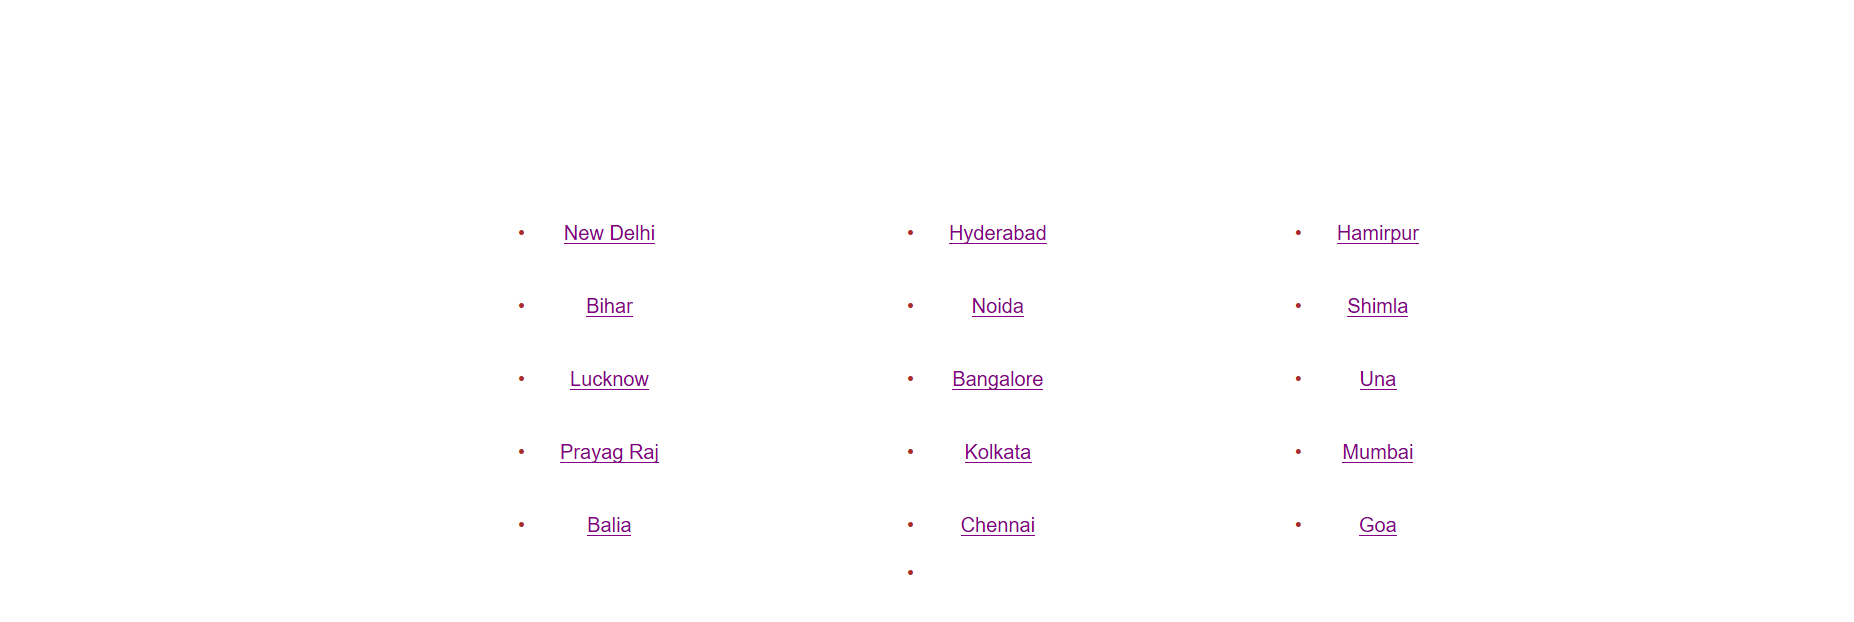 • New Delhi • Hyderabad • Hamirpur
• Bihar • Noida • Shimla
• Lucknow • Bangalore • Una
• Prayag Raj • Kolkata • Mumbai
• Balia • Chennai • Goa
•